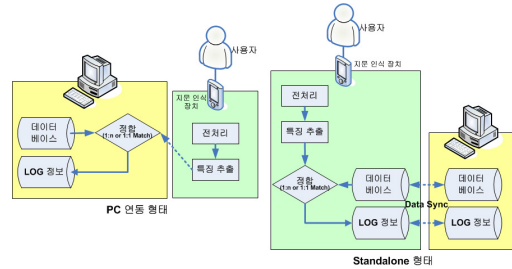 사용자
지문 인식
장치
전처리
특징 추출
데이터
베이스
정합
(1:n or 1:1 Match)
LOG 정보
PC 연동 형태
사용자
지문 인식 장치
전처리
특징 추출
정합
(1:n or 1:1 Match)
데이터
베이스
데이터
베이스
Data Sync
LOG 정보
LOG 정보
Standalone 형태